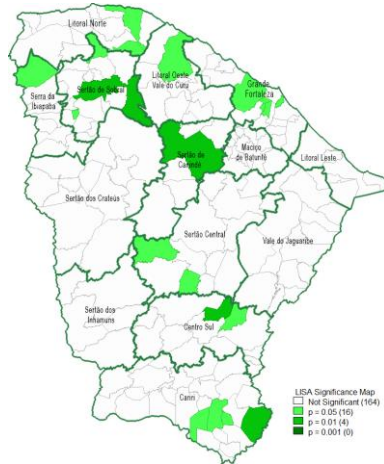 Litoral Norte
Litoral Oeste
Vale do Curu
Grande
Fortaleza
Serra da
Ibiapaba
Sertão de Sobral
Sertão de
Canindé
Maciço
de Baturité
Litoral Leste
Sertão dos Crateús
Sertão Central
Vale do Jaguaribe
Sertão dos
Inhamuns
Centro Sul
Cariri
LISA Significance Map
Not Significant (164)
p = 0.05 (16)
p = 0.01 (4)
p = 0.001 (0)